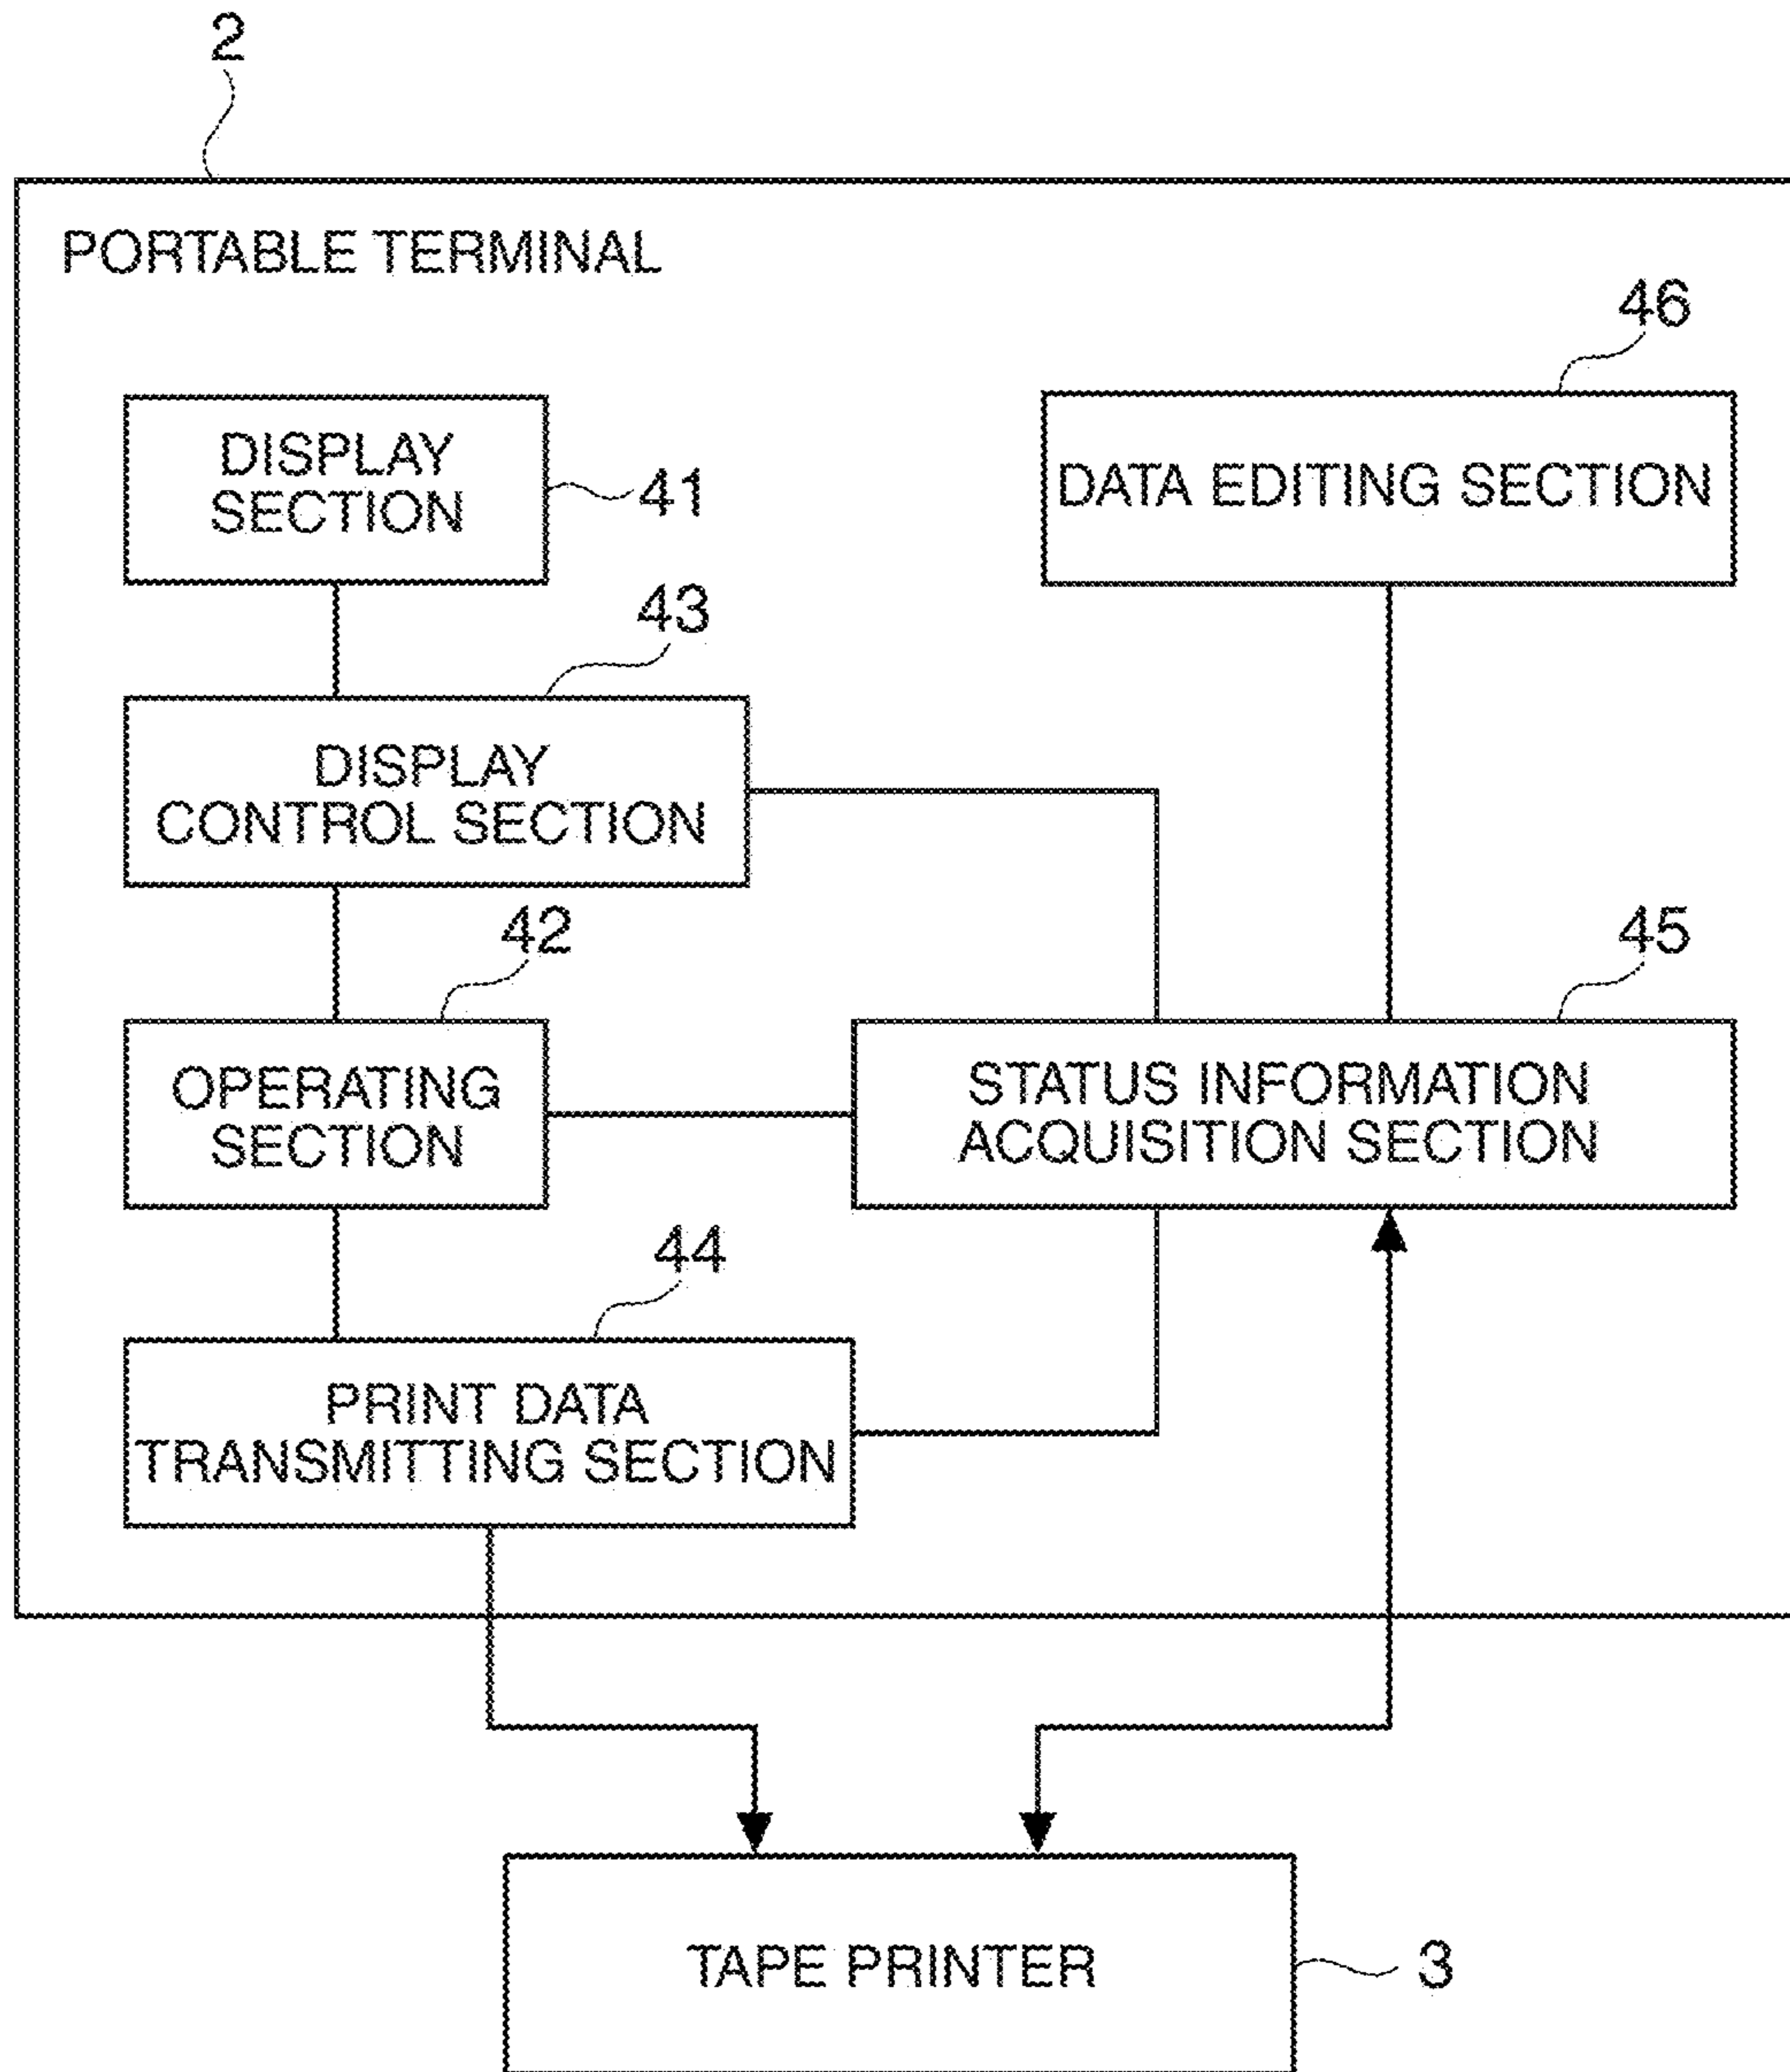 2
PORTABLE TERMINAL
46
DISPLAY
SECTION
41
DATA EDITING SECTION
43
DISPLAY
CONTROL SECTION
42
45
OPERATING
SECTION
STATUS INFORMATION
ACQUISITION SECTION
44
PRINT DATA
TRANSMITTING SECTION
TAPE PRINTER
3